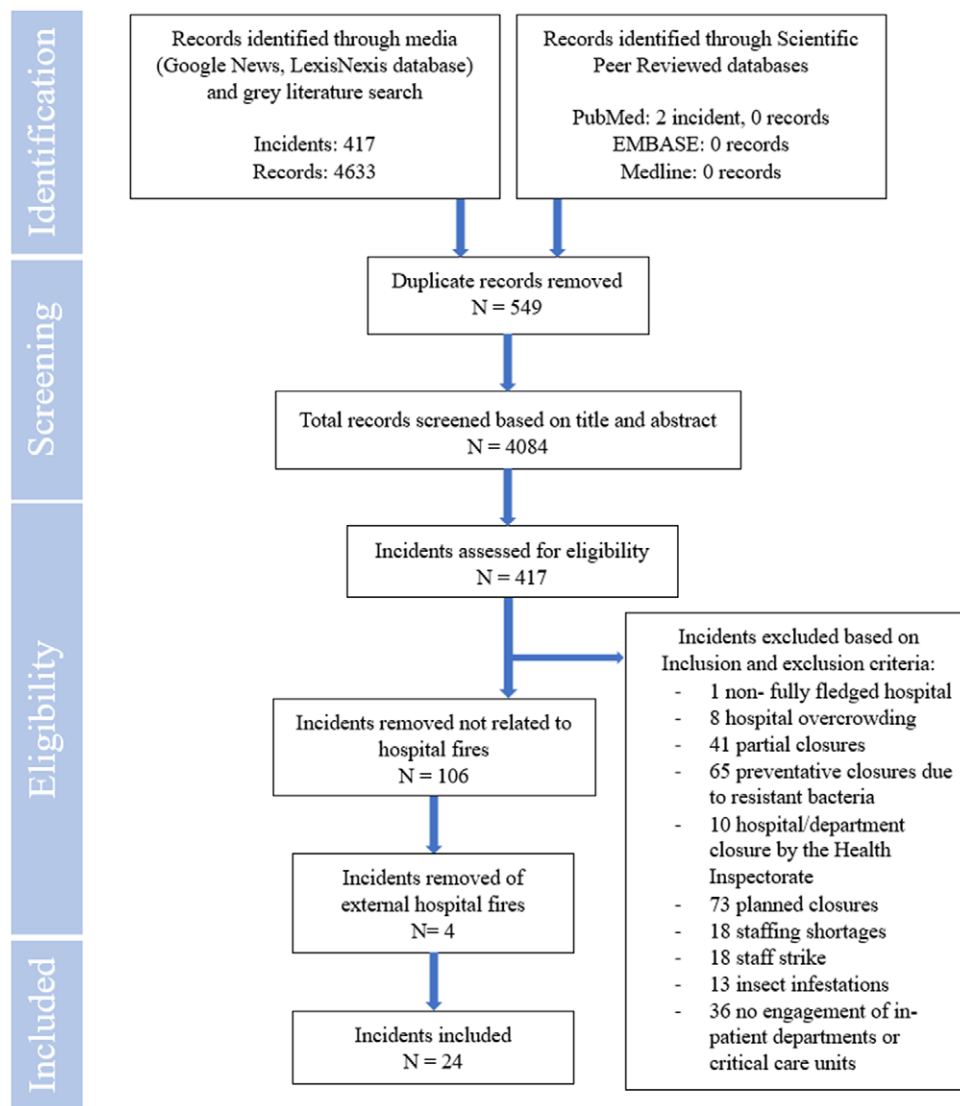 Identification
Records identified through media
(Google News, LexisNexis database)
and grey literature search
Incidents: 417
Records: 4633
Records identified through Scientific
Peer Reviewed databases
PubMed: 2 incident, 0 records
EMBASE: 0 records
Medline: 0 records
Screening
Duplicate records removed
N = 549
Total records screened based on title and abstract
N = 4084
Eligibility
Incidents assessed for eligibility
N = 417
Incidents excluded based on
Inclusion and exclusion criteria:
- 1 non- fully fledged hospital
- 8 hospital overcrowding
- 41 partial closures
- 65 preventative closures due
to resistant bacteria
- 10 hospital/department
closure by the Health
Inspectorate
- 73 planned closures
- 18 staffing shortages
- 18 staff strike
- 13 insect infestations
- 36 no engagement of in-
patient departments or
critical care units
Incidents removed not related to
hospital fires
N = 106
Incidents removed of
external hospital fires
N= 4
Included
Incidents included
N = 24